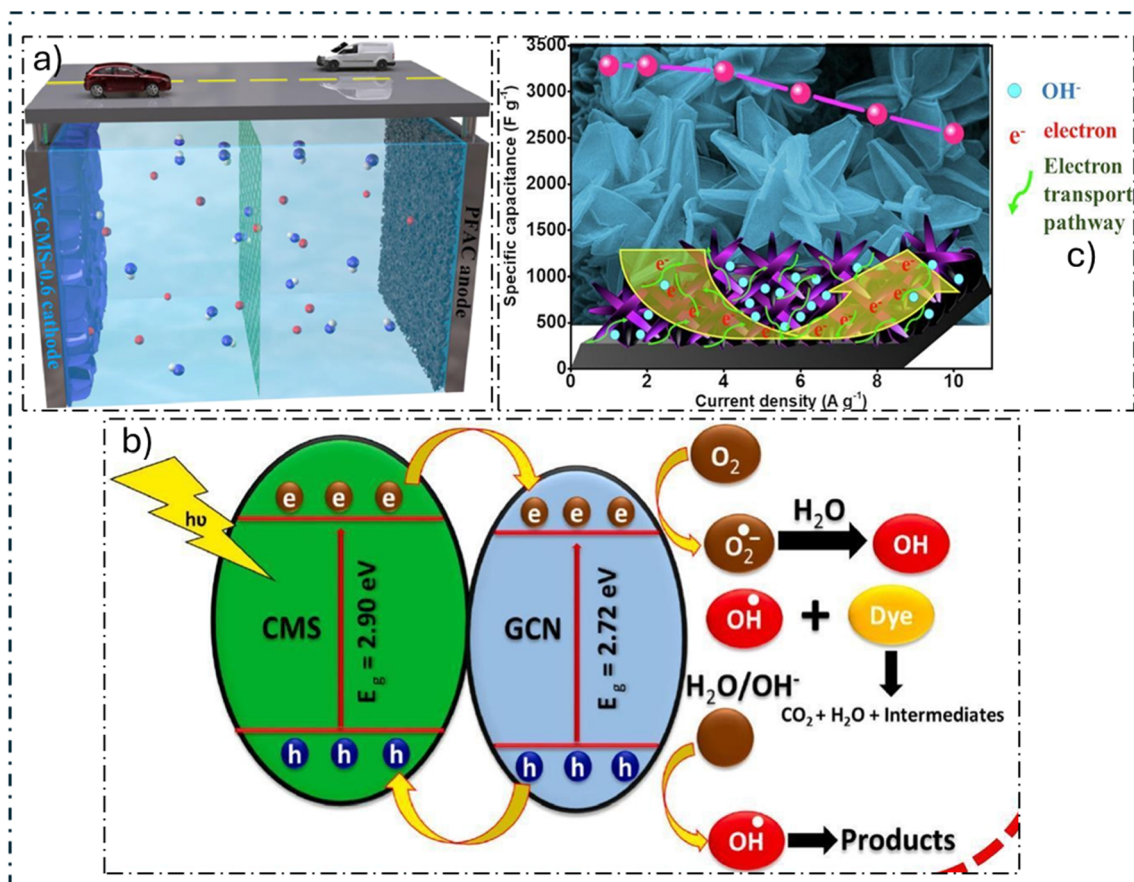 a)
Vs-CMS-0.6 cathode
PFAC anode
Specific capacitance (F g⁻¹)
3500
3000
2500
2000
1500
1000
500
0
0 2 4 6 8 10
Current density (A g⁻¹)
e⁻ e⁻ e⁻ e⁻ e⁻ e⁻ e⁻ e⁻
OH⁻
e⁻ electron
Electron
transport
pathway
c)
b)
hυ
e e e
CMS
E g = 2.90 eV
h h h
e e e
GCN
E g = 2.72 eV
h h h
O₂
O₂•⁻
H₂O
OH
OH•
+
Dye
CO₂ + H₂O + Intermediates
H₂O/OH⁻
OH•
Products